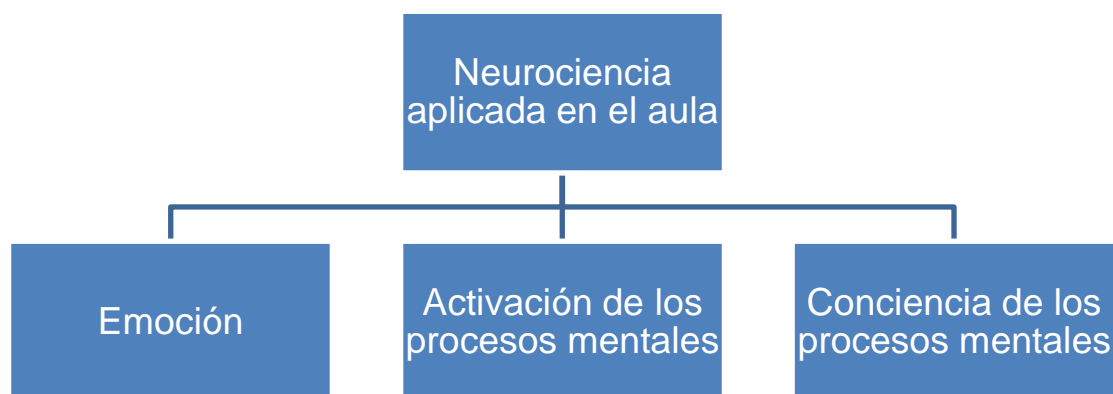 Neurociencia
aplicada en el aula
Emoción
Activación de los
procesos mentales
Conciencia de los
procesos mentales